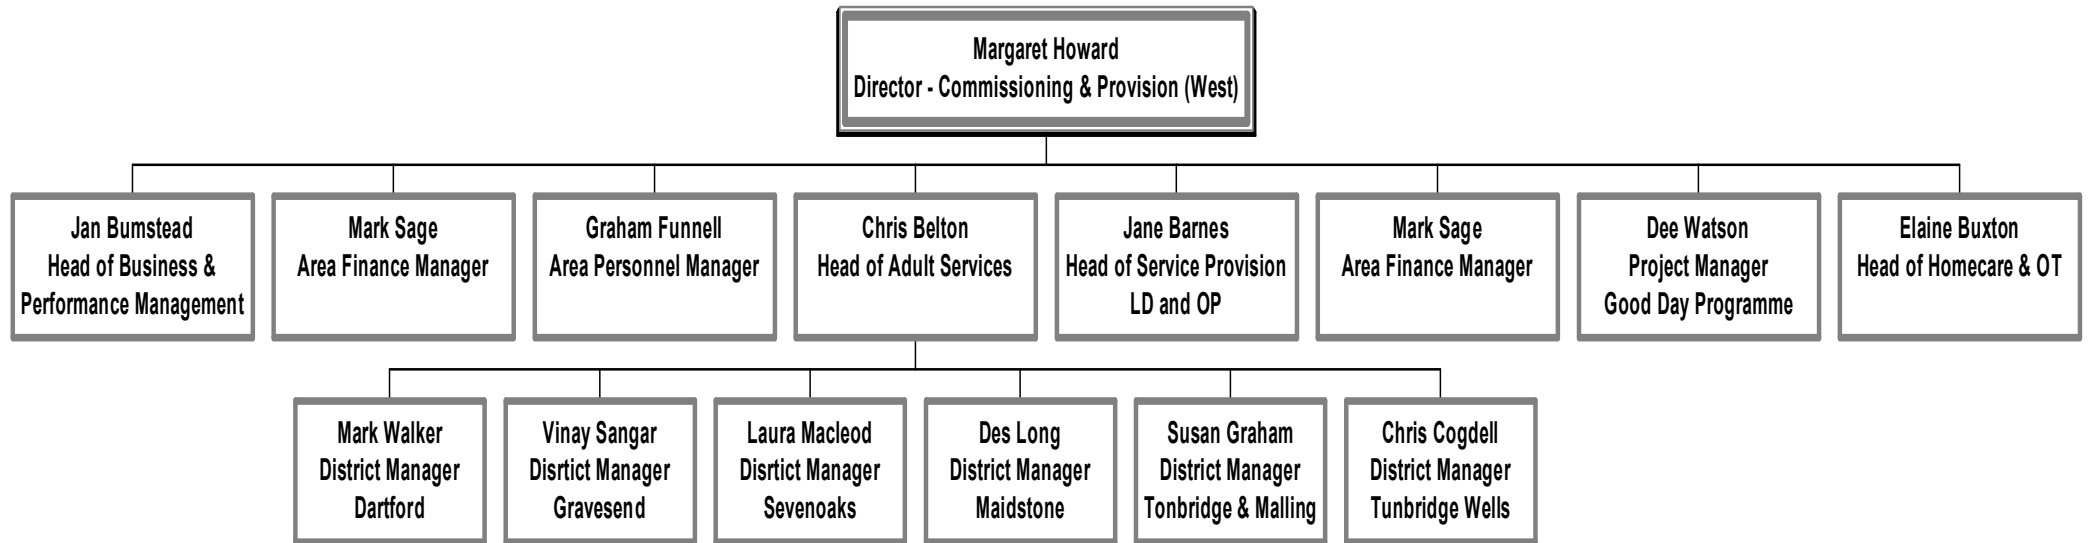 Margaret Howard
Director - Commissioning & Provision (West)
Jan Bumstead
Head of Business &
Performance Management
Mark Sage
Area Finance Manager
Graham Funnell
Area Personnel Manager
Chris Belton
Head of Adult Services
Jane Barnes
Head of Service Provision
LD and OP
Mark Sage
Area Finance Manager
Dee Watson
Project Manager
Good Day Programme
Elaine Buxton
Head of Homecare & OT
Mark Walker
District Manager
Dartford
Vinay Sangar
Disrtict Manager
Gravesend
Laura Macleod
Disrtict Manager
Sevenoaks
Des Long
District Manager
Maidstone
Susan Graham
District Manager
Tonbridge & Malling
Chris Cogdell
District Manager
Tunbridge Wells